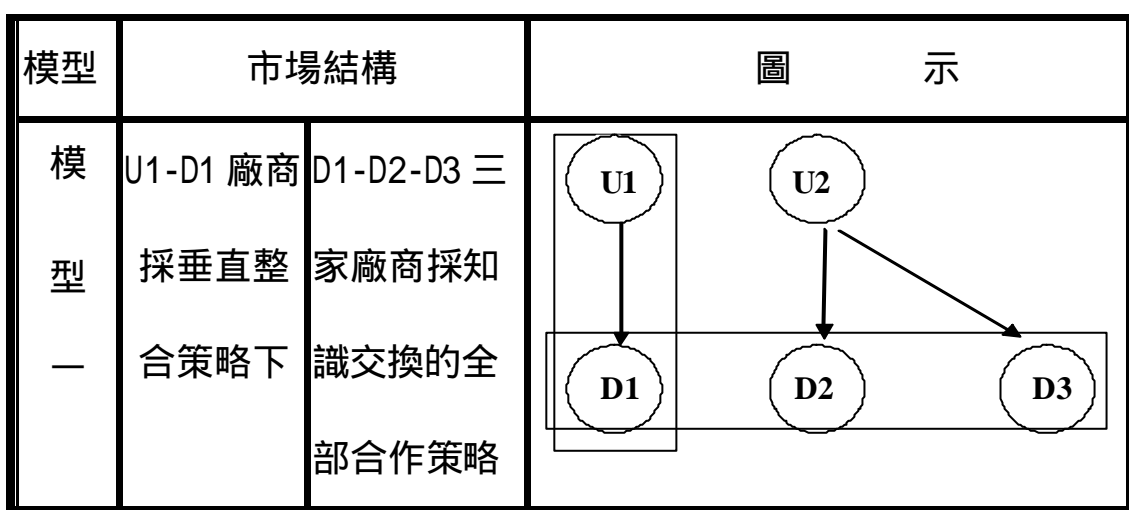 模型 市場結構 圖 示
模型一
U1-D1 廠商
採垂直整
合策略下
D1-D2-D3 三
家廠商採知
識交換的全
部合作策略
U1 U2
D1 D2 D3